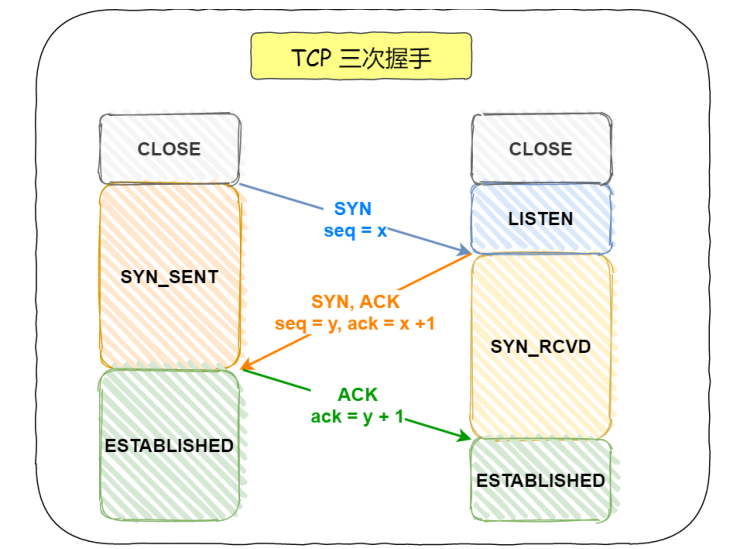 TCP 三次握手
CLOSE
CLOSE
SYN
seq = x
LISTEN
SYN_SENT
SYN, ACK
seq = y, ack = x +1
SYN_RCVD
ACK
ack = y + 1
ESTABLISHED
ESTABLISHED